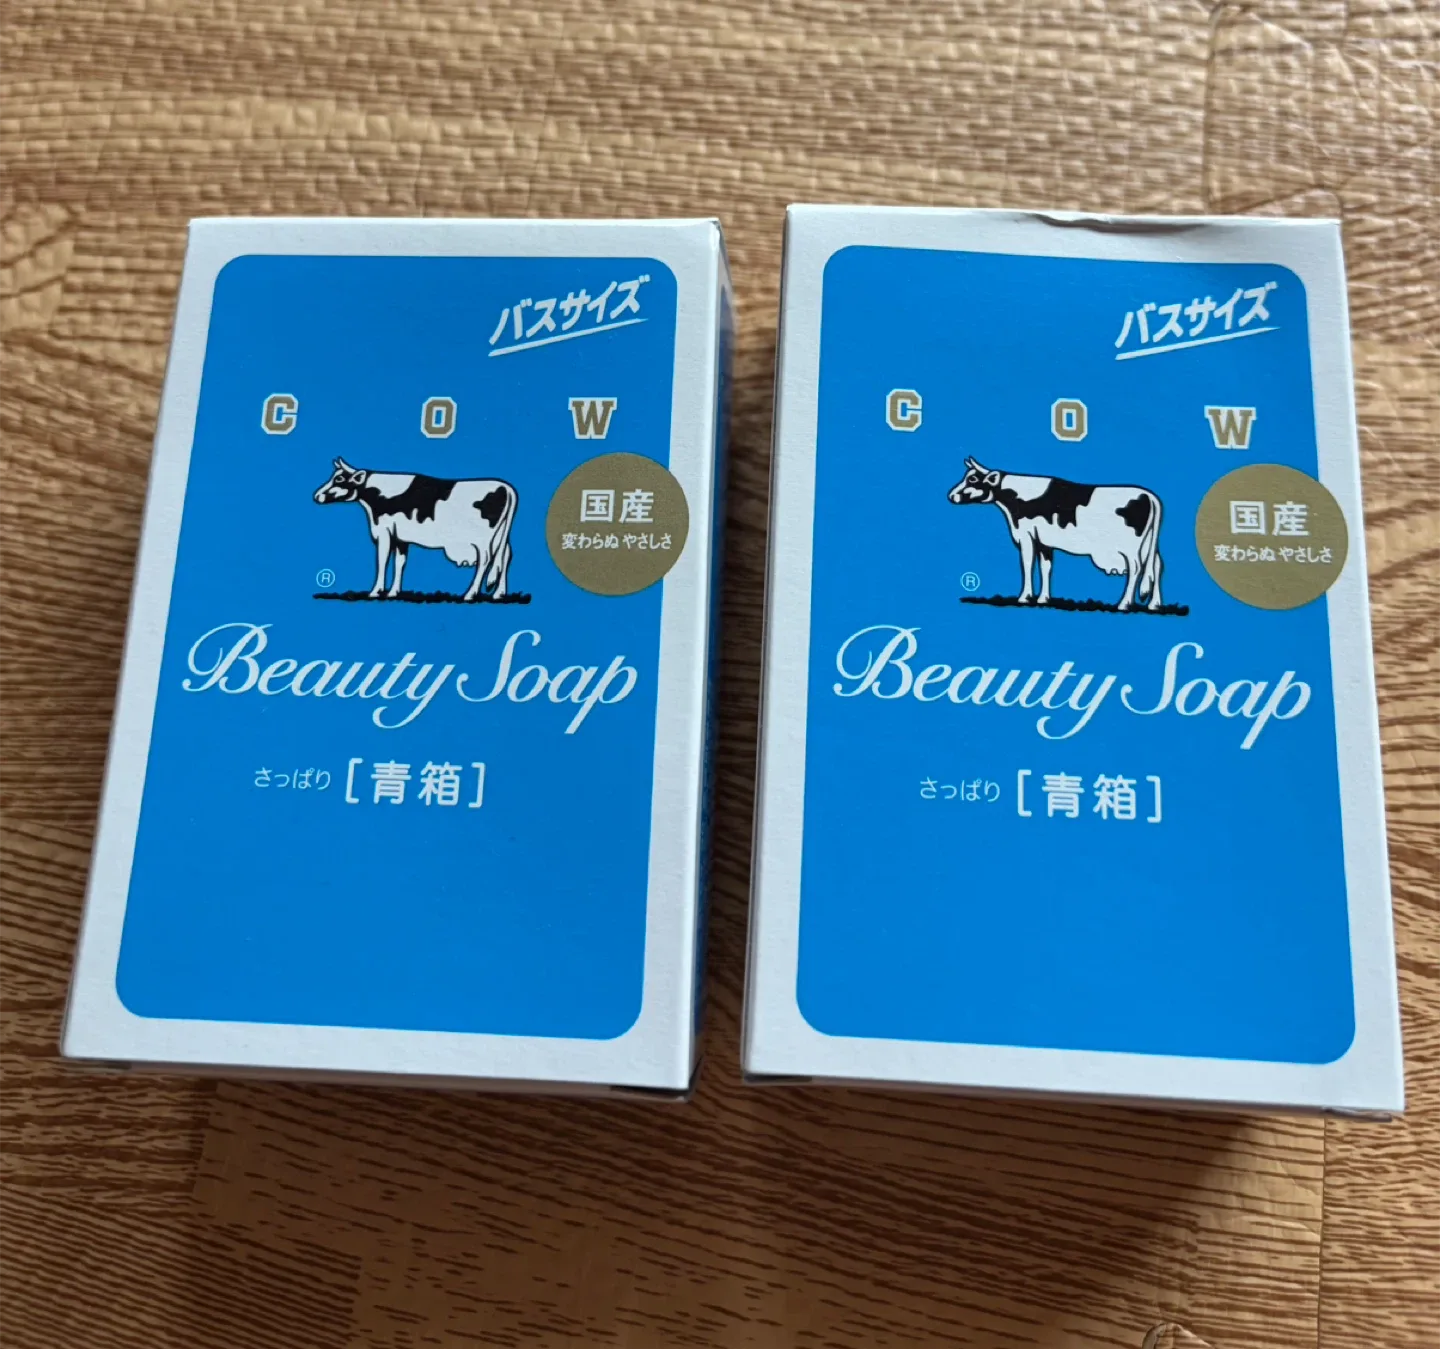 バスサイズ
COW
国産
変わらぬ やさしさ
®
Beauty Soap
さっぱり [青箱]
バスサイズ
COW
国産
変わらぬ やさしさ
®
Beauty Soap
さっぱり [青箱]